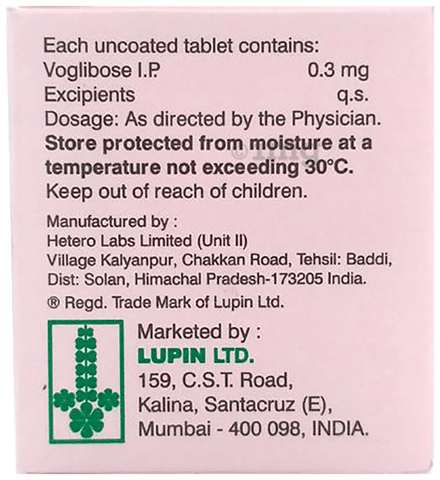 Each uncoated tablet contains:
Voglibose I.P. 0.3 mg
Excipients q.s.
Dosage: As directed by the Physician.
Store protected from moisture at a
temperature not exceeding 30°C.
Keep out of reach of children.
Manufactured by :
Hetero Labs Limited (Unit II)
Village Kalyanpur, Chakkan Road, Tehsil: Baddi,
Dist: Solan, Himachal Pradesh-173205 India.
® Regd. Trade Mark of Lupin Ltd.
Marketed by :
LUPIN LTD.
159, C.S.T. Road,
Kalina, Santacruz (E),
Mumbai - 400 098, INDIA.